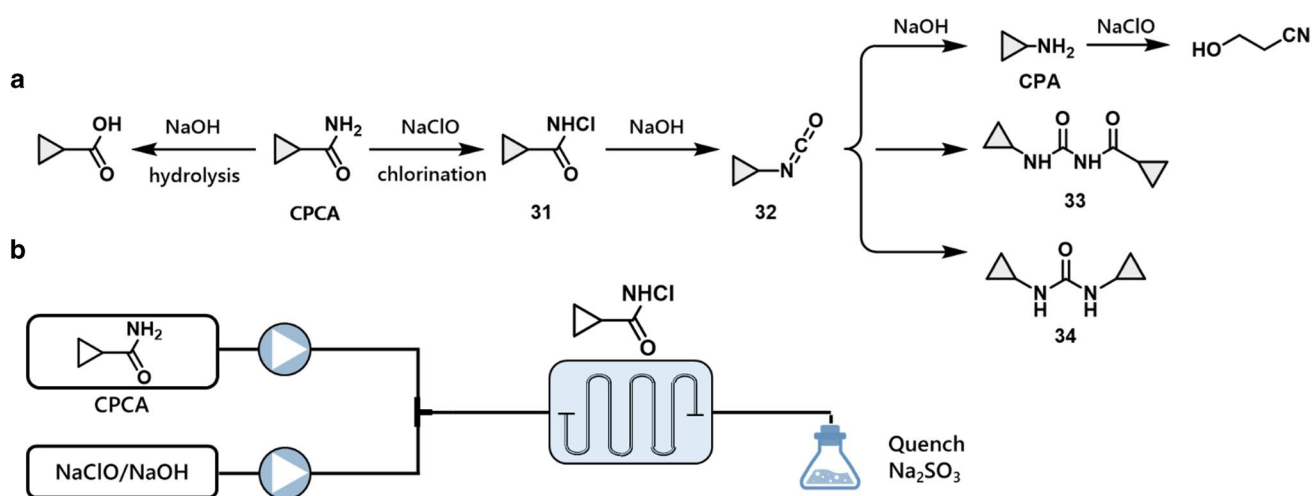 a
OH
O
NaOH
hydrolysis
NH₂
O
CPCA
NaClO
chlorination
NHCl
O
31
NaOH
O
C
N
32
NaOH
NH₂
CPA
NaClO
HO
CN
O
O
NH
NH
33
O
N
H
N
H
34
b
NH₂
O
CPCA
NaClO/NaOH
NHCl
O
Quench
Na₂SO₃